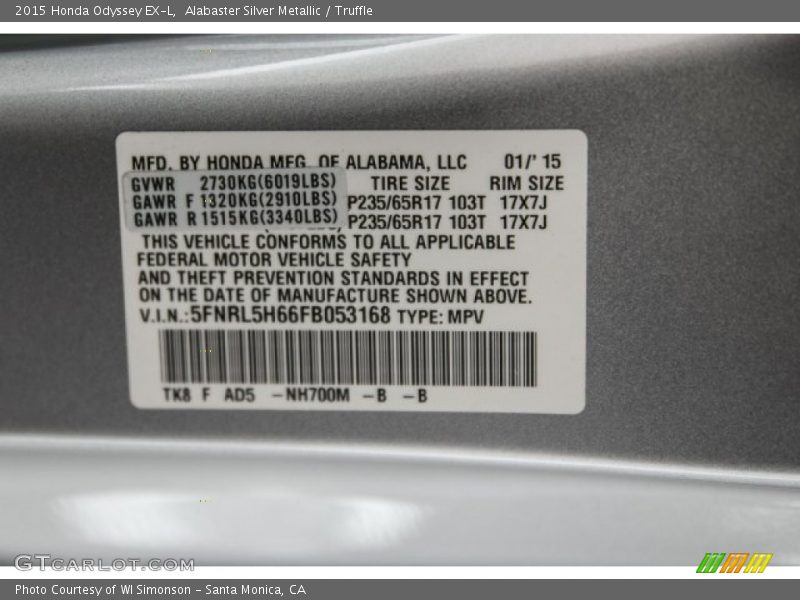 2015 Honda Odyssey EX-L,  Alabaster Silver Metallic / Truffle
MFD. BY HONDA MFG. OF ALABAMA, LLC 01/' 15
GVWR 2730KG(6019LBS) TIRE SIZE RIM SIZE
GAWR F 1320KG(2910LBS) P235/65R17 103T 17X7J
GAWR R 1515KG(3340LBS) P235/65R17 103T 17X7J
THIS VEHICLE CONFORMS TO ALL APPLICABLE
FEDERAL MOTOR VEHICLE SAFETY
AND THEFT PREVENTION STANDARDS IN EFFECT
ON THE DATE OF MANUFACTURE SHOWN ABOVE.
V.I.N.:5FNRL5H66FB053168 TYPE: MPV
TK8 F AD5 -NH700M -B -B
GTCARLOT.COM
Photo Courtesy of WI Simonson - Santa Monica, CA